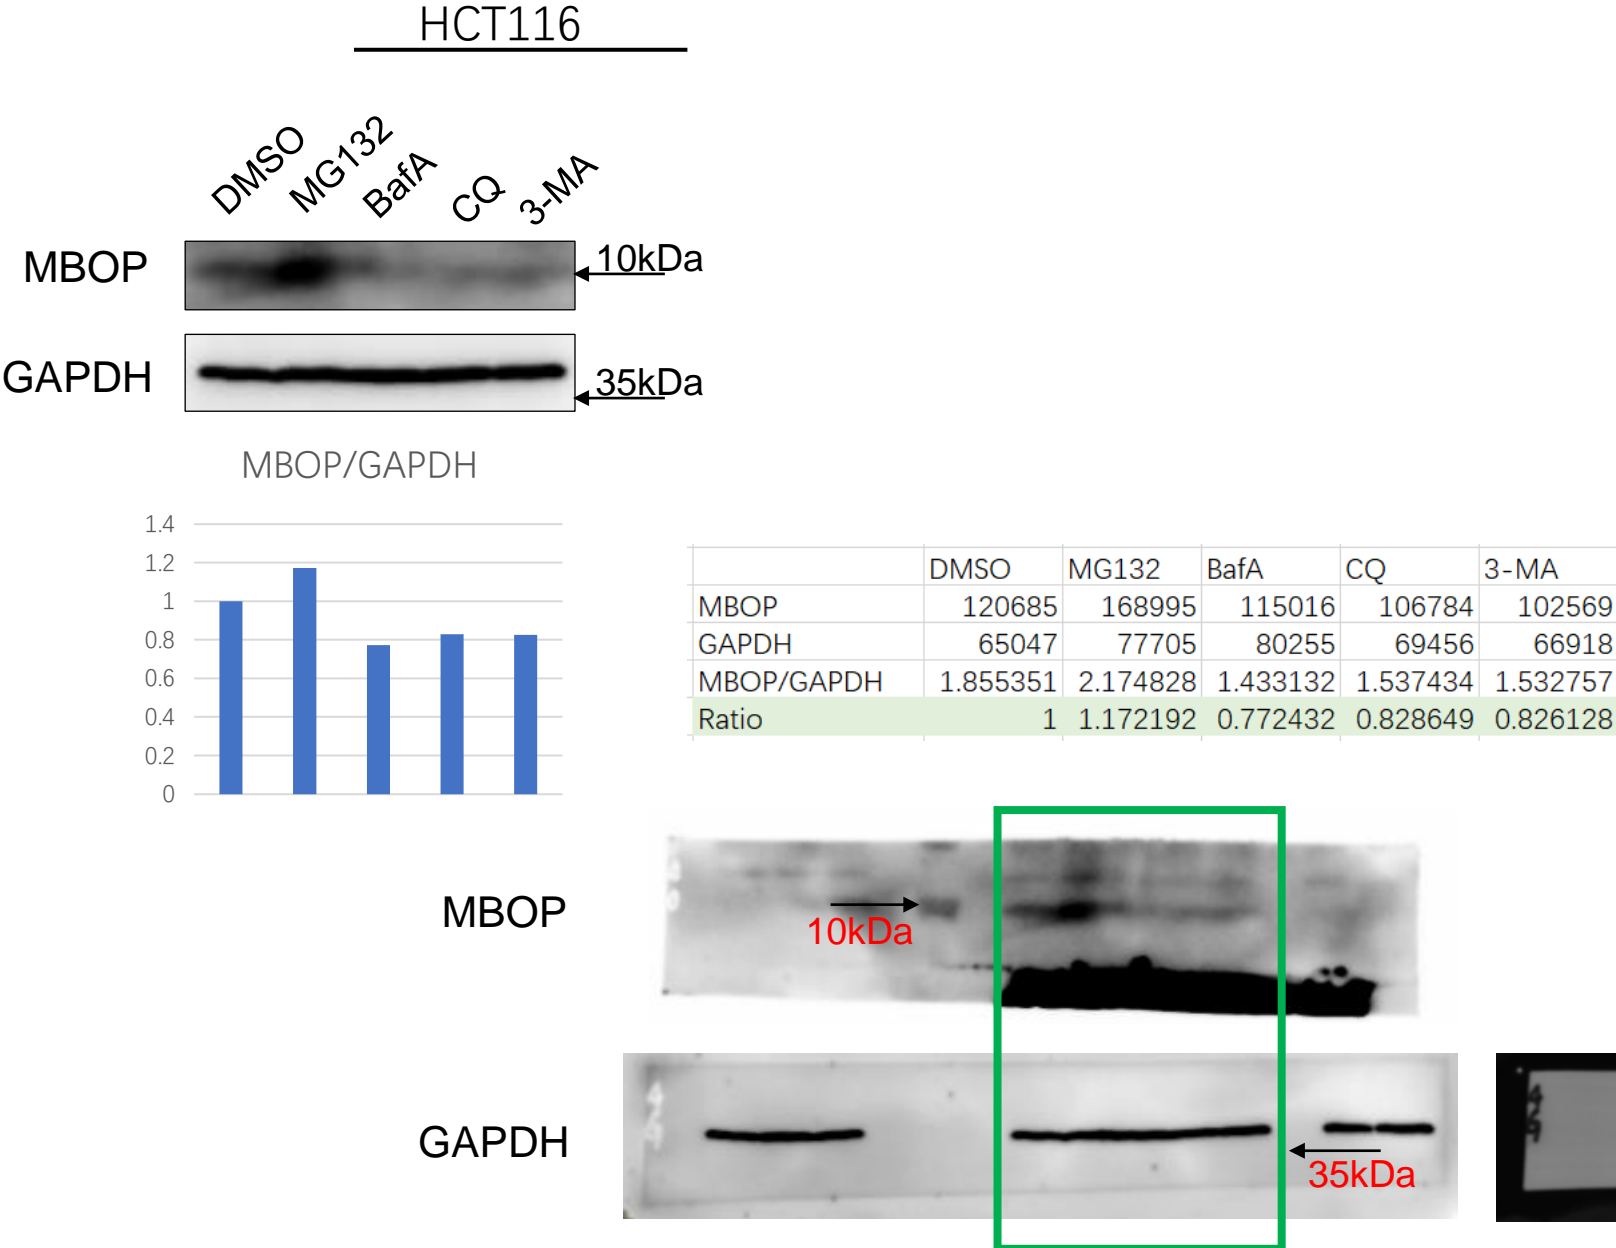 HCT116
DMSO MG132 BafA CQ 3-MA
MBOP 10kDa
GAPDH 35kDa
MBOP/GAPDH
1.4
1.2
1
0.8
0.6
0.4
0.2
0
DMSO MG132 BafA CQ 3-MA
MBOP 120685 168995 115016 106784 102569
GAPDH 65047 77705 80255 69456 66918
MBOP/GAPDH 1.855351 2.174828 1.433132 1.537434 1.532757
Ratio 1 1.172192 0.772432 0.828649 0.826128
MBOP
10kDa
GAPDH
35kDa